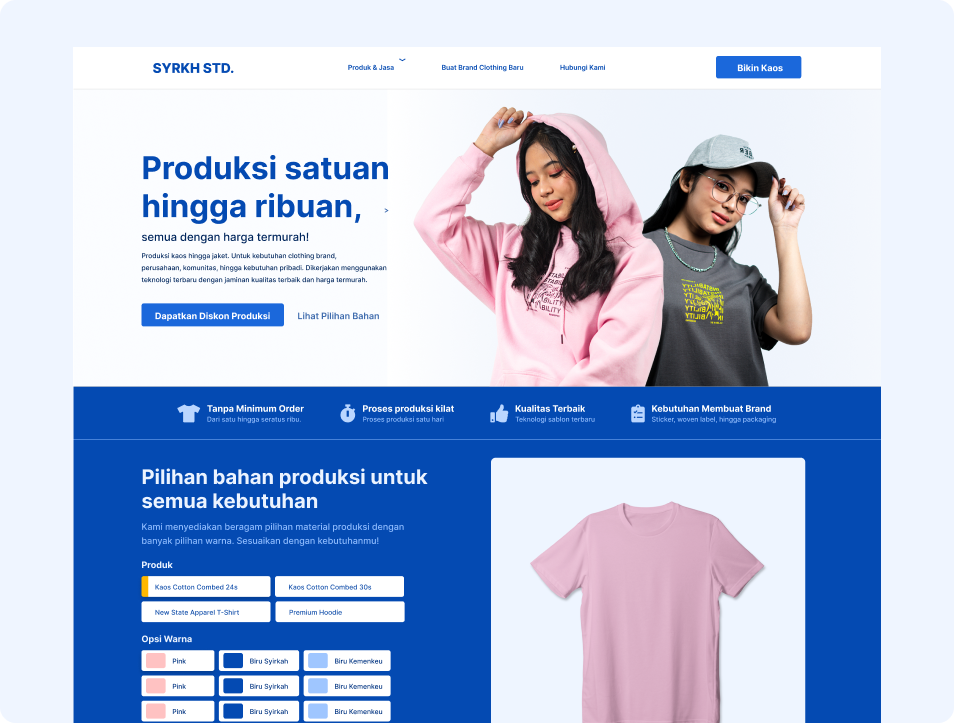 SYRKH STD.
Produk & Jasa
Buat Brand Clothing Baru
Hubungi Kami
Bikin Kaos
Produksi satuan
hingga ribuan,
>
semua dengan harga termurah!
Produksi kaos hingga jaket. Untuk kebutuhan clothing brand,
perusahaan, komunitas, hingga kebutuhan pribadi. Dikerjakan menggunakan
teknologi terbaru dengan jaminan kualitas terbaik dan harga termurah.
Dapatkan Diskon Produksi
Lihat Pilihan Bahan
Tanpa Minimum Order
Dari satu hingga seratus ribu.
Proses produksi kilat
Proses produksi satu hari
Kualitas Terbaik
Teknologi sablon terbaru
Kebutuhan Membuat Brand
Sticker, woven label, hingga packaging
Pilihan bahan produksi untuk
semua kebutuhan
Kami menyediakan beragam pilihan material produksi dengan
banyak pilihan warna. Sesuaikan dengan kebutuhanmu!
Produk
Kaos Cotton Combed 24s
Kaos Cotton Combed 30s
New State Apparel T-Shirt
Premium Hoodie
Opsi Warna
Pink
Biru Syirkah
Biru Kemenkeu
Pink
Biru Syirkah
Biru Kemenkeu
Pink
Biru Syirkah
Biru Kemenkeu